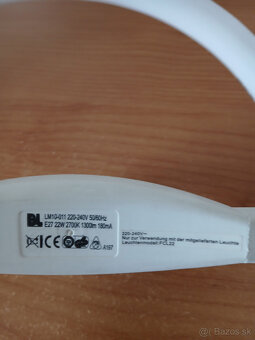 BL
LM10-011 220-240V 50/60Hz
E27 22W 2700K 1300lm 180mA
A197
220-240V~
Nur zur Verwendung mit der mitgelieferten Leuchte
Leuchtenmodell: FCL22
bazos.sk